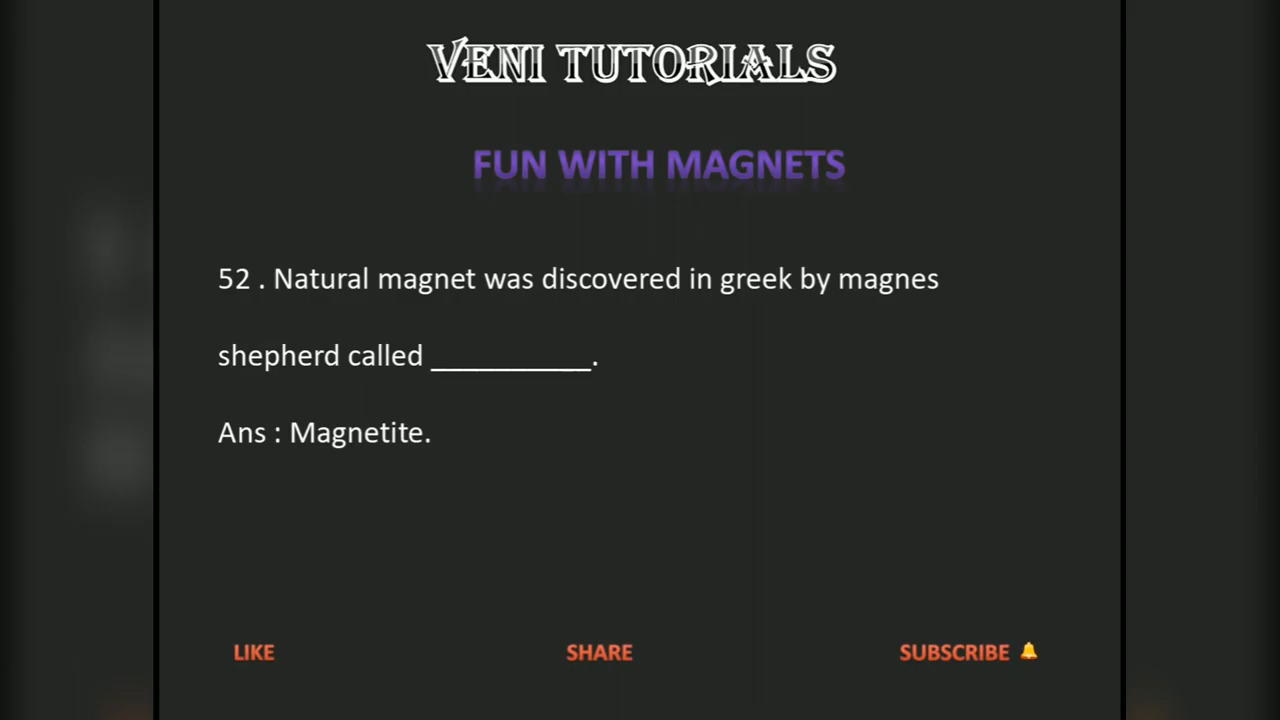 VENI TUTORIALS
FUN WITH MAGNETS
52 . Natural magnet was discovered in greek by magnes
shepherd called __________.
Ans : Magnetite.
LIKE SHARE SUBSCRIBE 🔔